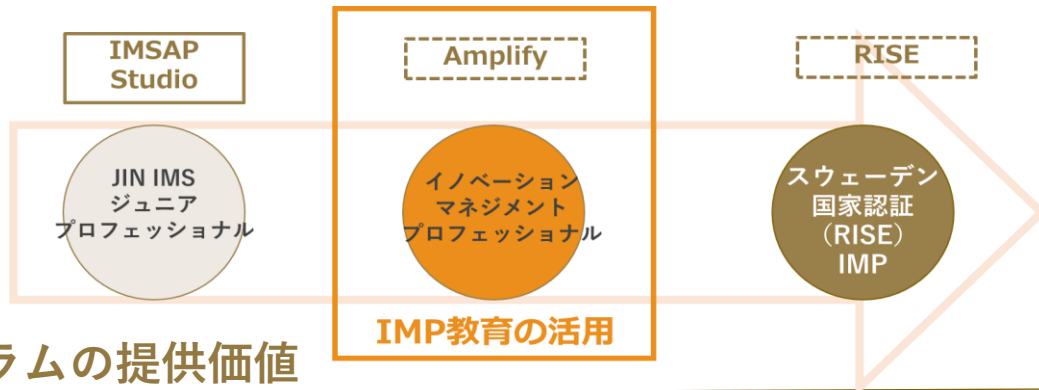 IMSAP
Studio
Amplify
RISE
JIN IMS
ジュニア
プロフェッショナル
イノベーション
マネジメント
プロフェッショナル
スウェーデン
国家認証
（RISE）
IMP
IMP教育の活用
ラムの提供価値